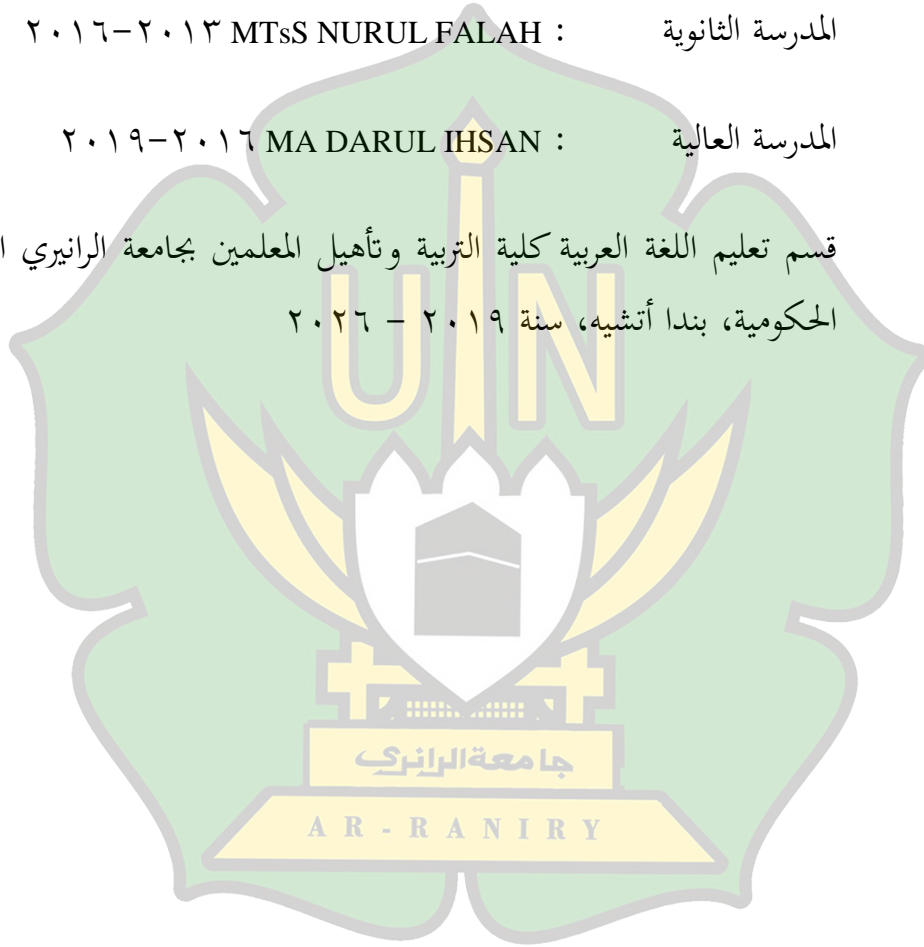 المدرسة الثانوية : MTsS NURUL FALAH ٢٠١٣-٢٠١٦
المدرسة العالية : MA DARUL IHSAN ٢٠١٦-٢٠١٩
قسم تعليم اللغة العربية كلية التربية وتأهيل المعلمين بجامعة الرانيري
الحكومية، بندا أتشيه، سنة ٢٠١٩ - ٢٠٢٦
UIN
جامعة الرانري
AR-RANIRY